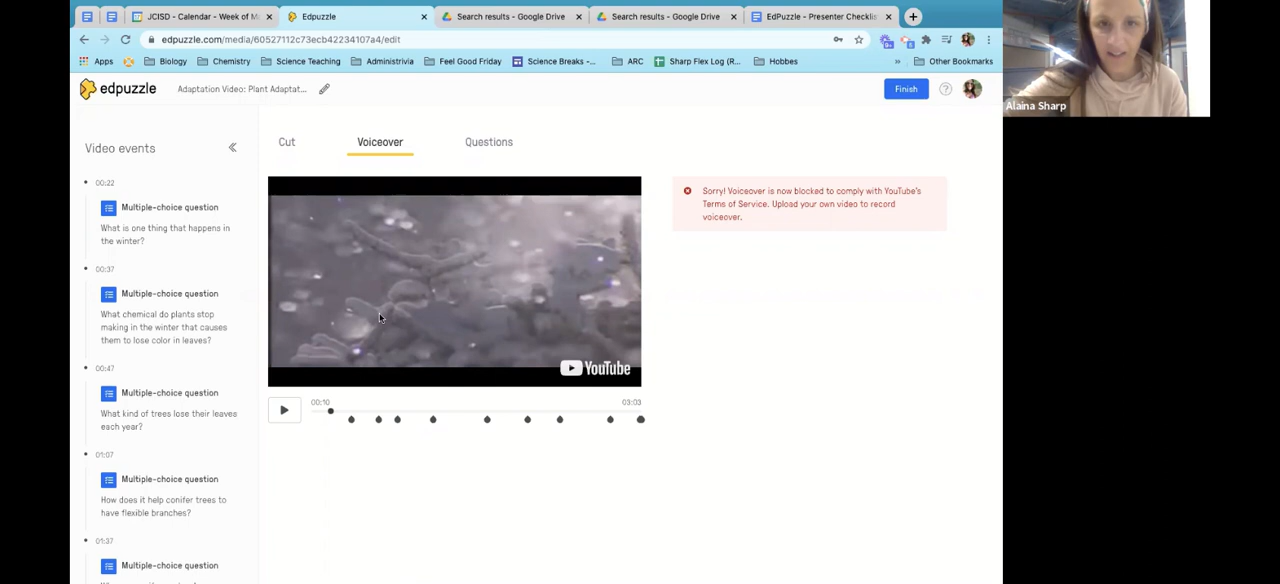 JCISD - Calendar - Week of M
Edpuzzle
Search results - Google Drive
Search results - Google Drive
EdPuzzle - Presenter Checklis
edpuzzle.com/media/60527112c73ecb42234107a4/edit
Apps
Biology
Chemistry
Science Teaching
Administrivia
Feel Good Friday
Science Breaks -...
ARC
Sharp Flex Log (R...
Hobbes
»
Other Bookmarks
edpuzzle
Adaptation Video: Plant Adaptat...
Finish
Alaina Sharp
Video events
Cut
Voiceover
Questions
00:22
Multiple-choice question
What is one thing that happens in
the winter?
00:37
Multiple-choice question
What chemical do plants stop
making in the winter that causes
them to lose color in leaves?
00:47
Multiple-choice question
What kind of trees lose their leaves
each year?
01:07
Multiple-choice question
How does it help conifer trees to
have flexible branches?
01:37
Multiple-choice question
YouTube
00:10
03:03
Sorry! Voiceover is now blocked to comply with YouTube's
Terms of Service. Upload your own video to record
voiceover.